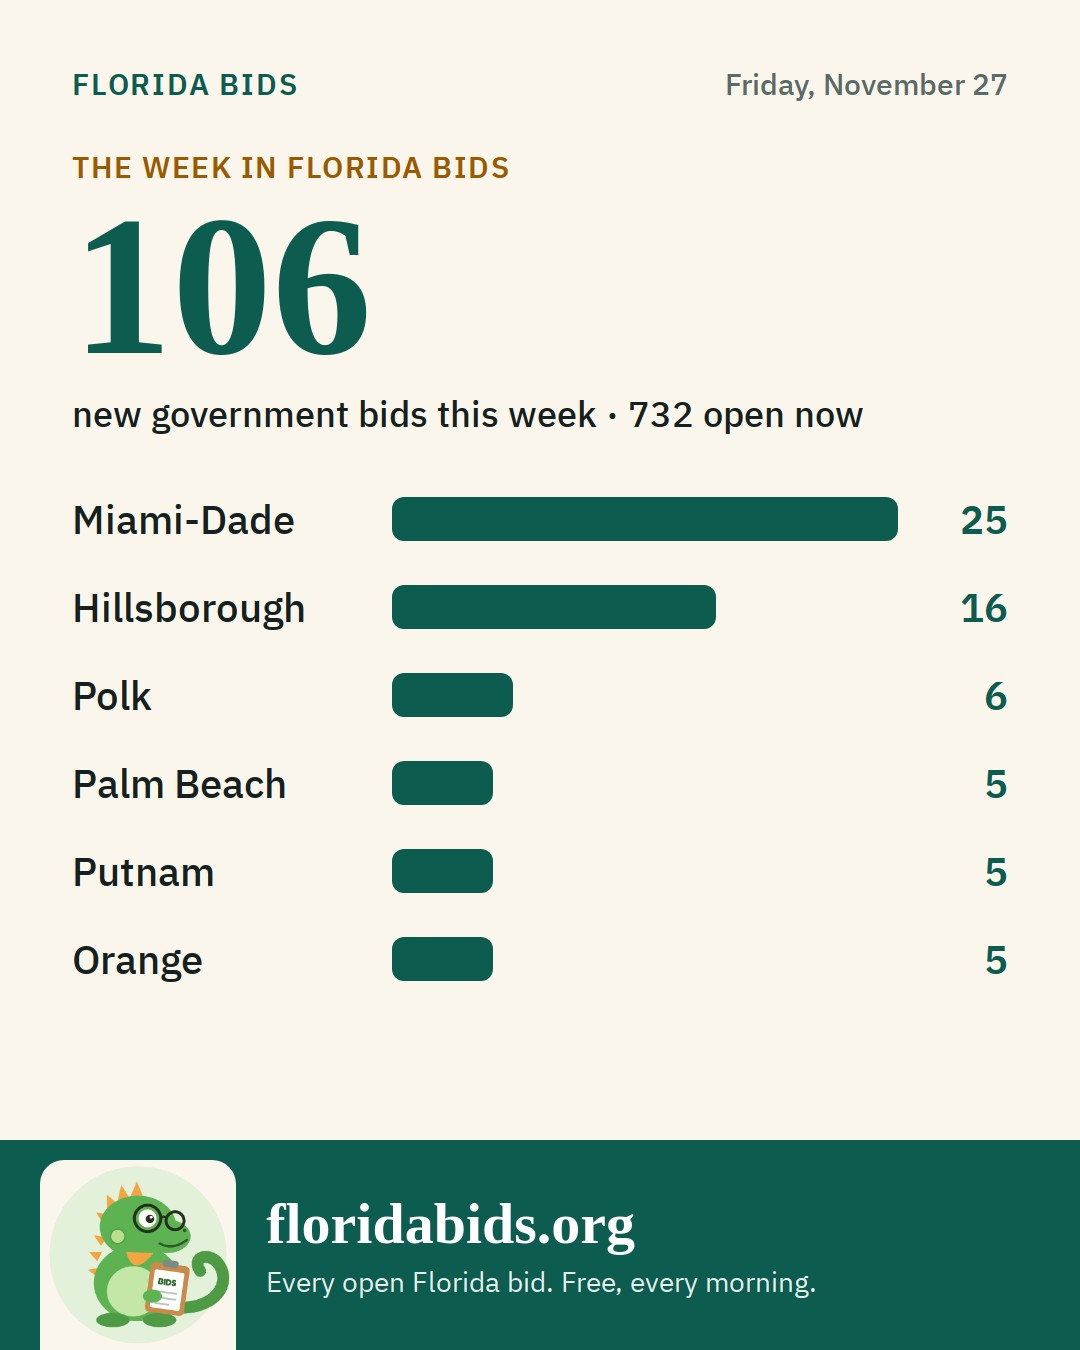 FLORIDA BIDS
Friday, November 27
THE WEEK IN FLORIDA BIDS
106
new government bids this week · 732 open now
Miami-Dade 25
Hillsborough 16
Polk 6
Palm Beach 5
Putnam 5
Orange 5
BIDS
floridabids.org
Every open Florida bid. Free, every morning.